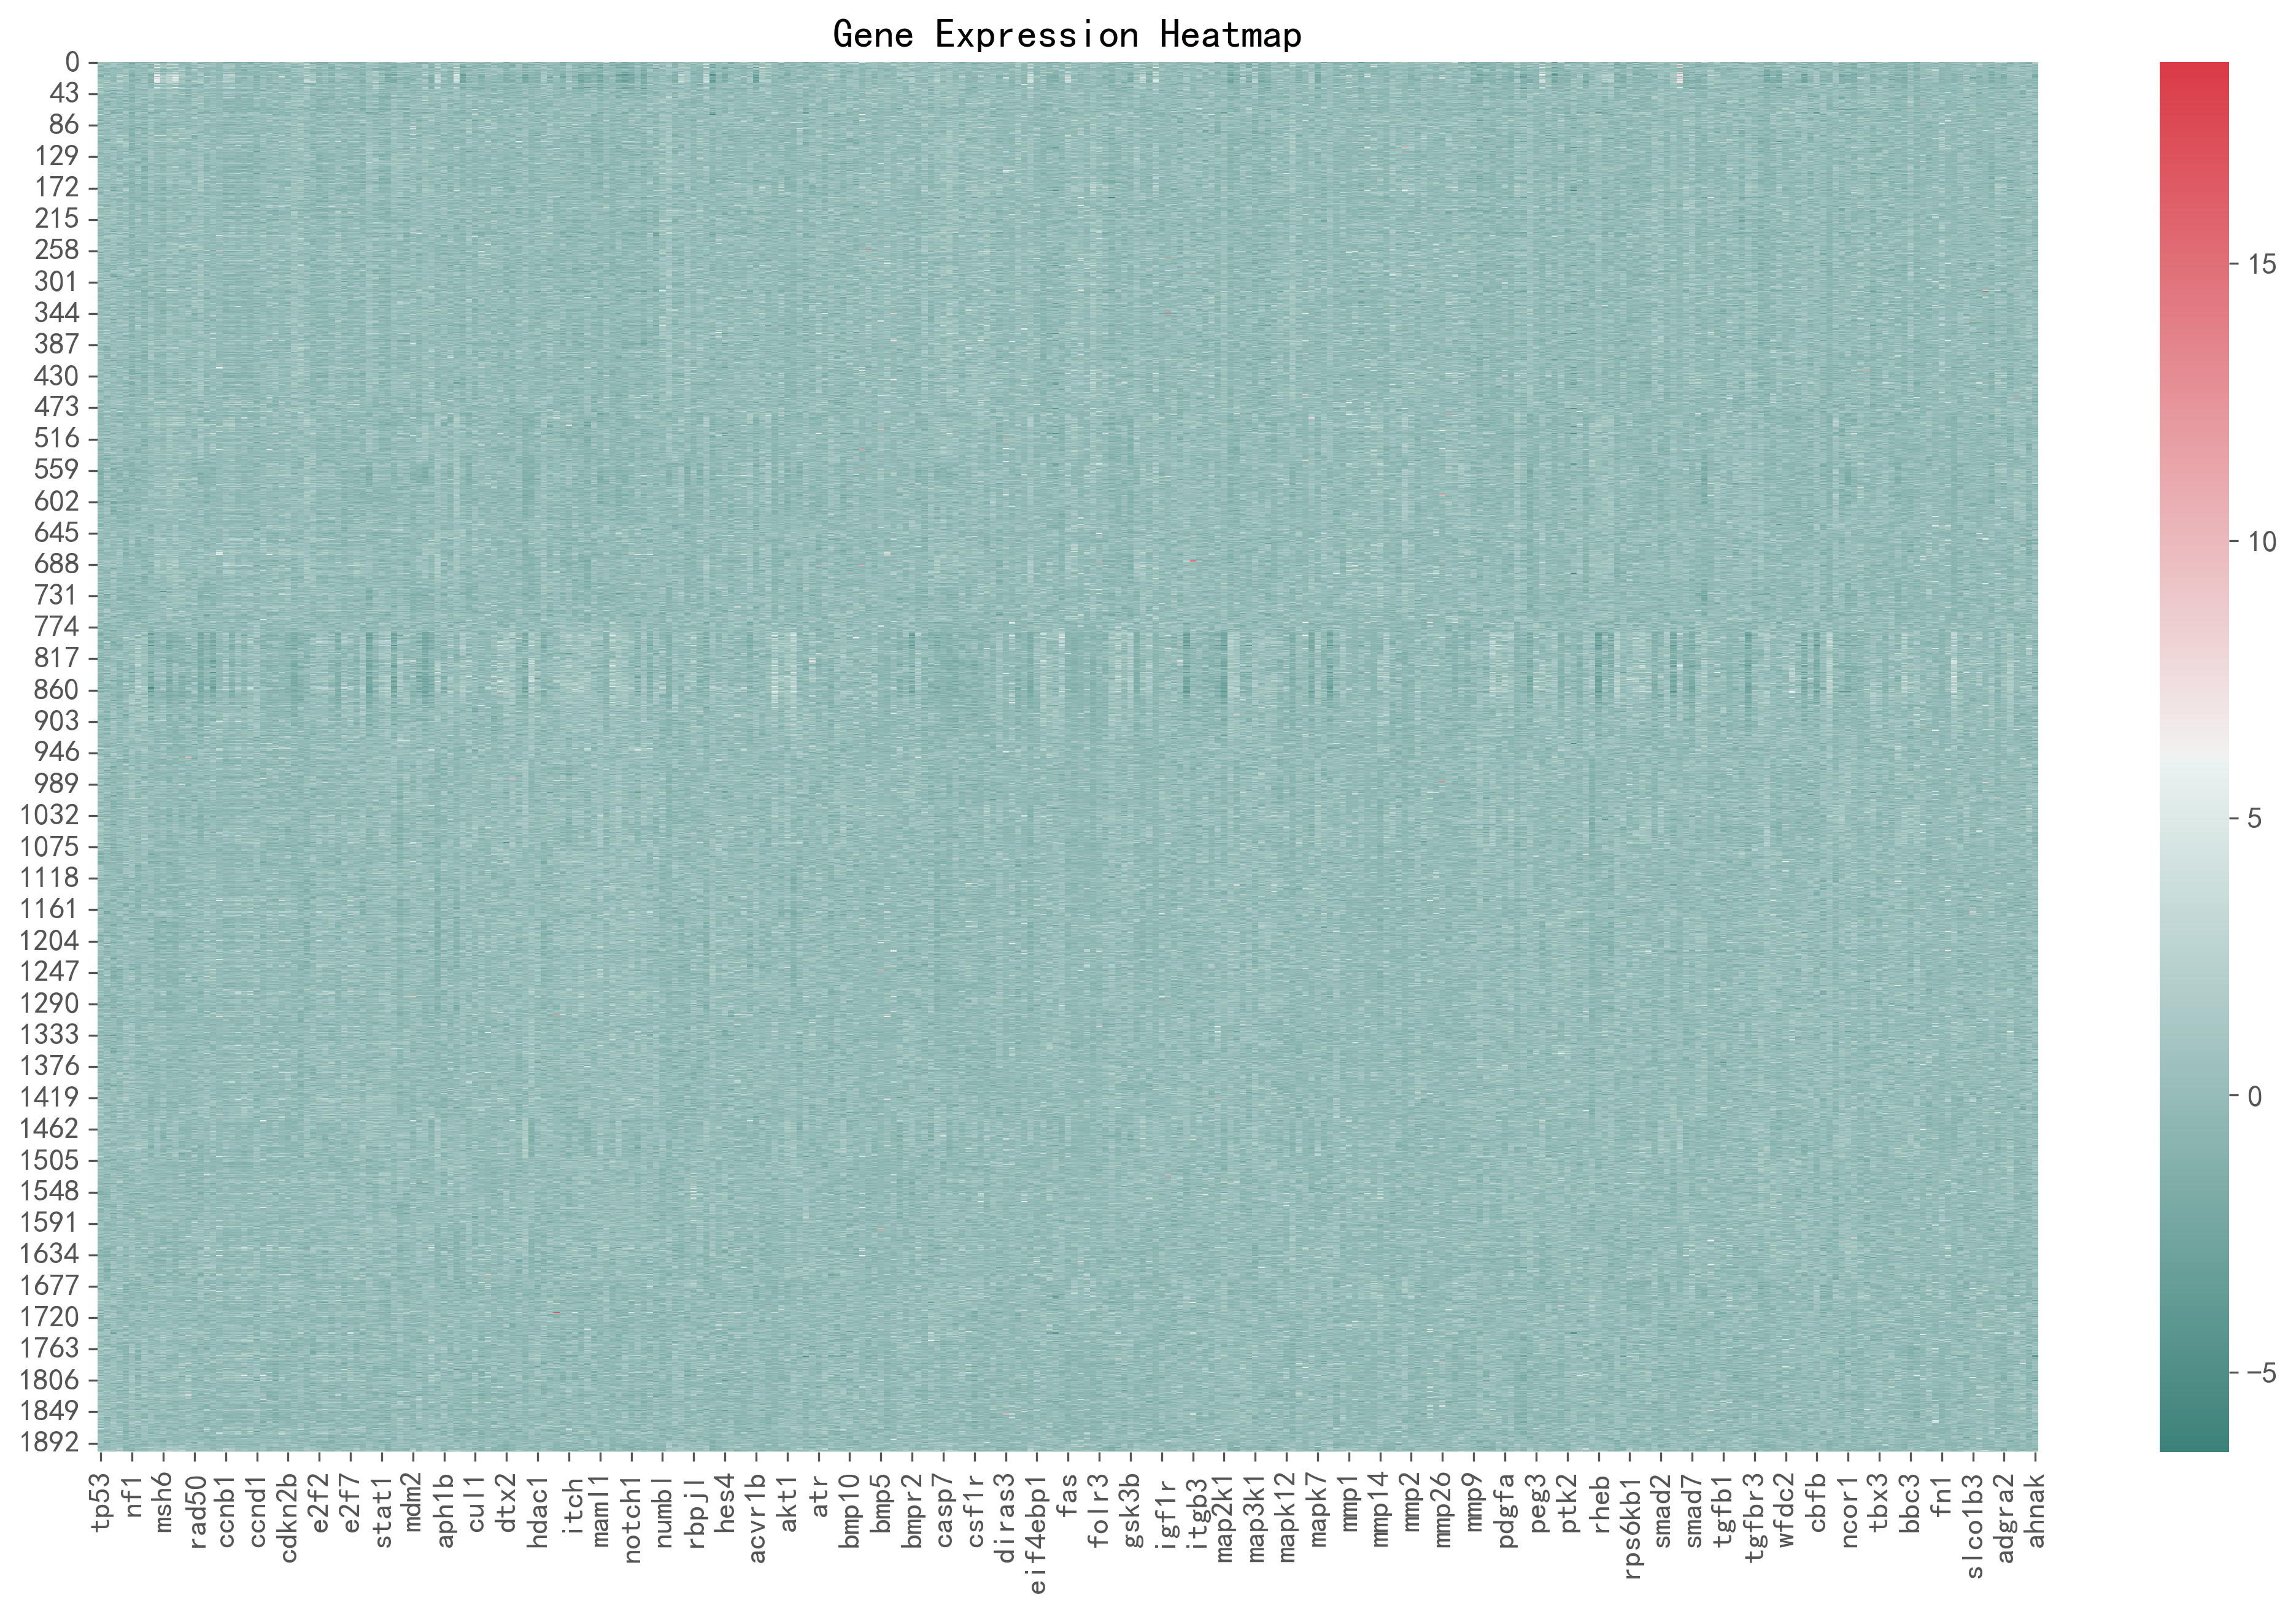 Gene Expression Heatmap
0
43
86
129
172
215
258
301
344
387
430
473
516
559
602
645
688
731
774
817
860
903
946
989
1032
1075
1118
1161
1204
1247
1290
1333
1376
1419
1462
1505
1548
1591
1634
1677
1720
1763
1806
1849
1892
tp53
nf1
msh6
rad50
ccnb1
ccnd1
cdkn2b
e2f2
e2f7
stat1
mdm2
aph1b
cul1
dtx2
hdac1
itch
maml1
notch1
numbl
rbpjl
hes4
acvr1b
akt1
atr
bmp10
bmp5
bmpr2
casp7
csf1r
diras3
eif4ebp1
fas
folr3
gsk3b
igf1r
itgb3
map2k1
map3k1
mapk12
mapk7
mmp1
mmp14
mmp2
mmp26
mmp9
pdgfa
peg3
ptk2
rheb
rps6kb1
smad2
smad7
tgfb1
tgfbr3
wfdc2
cbfb
ncor1
tbx3
bbc3
fn1
slco1b3
adgra2
ahnak
15
10
5
0
−5